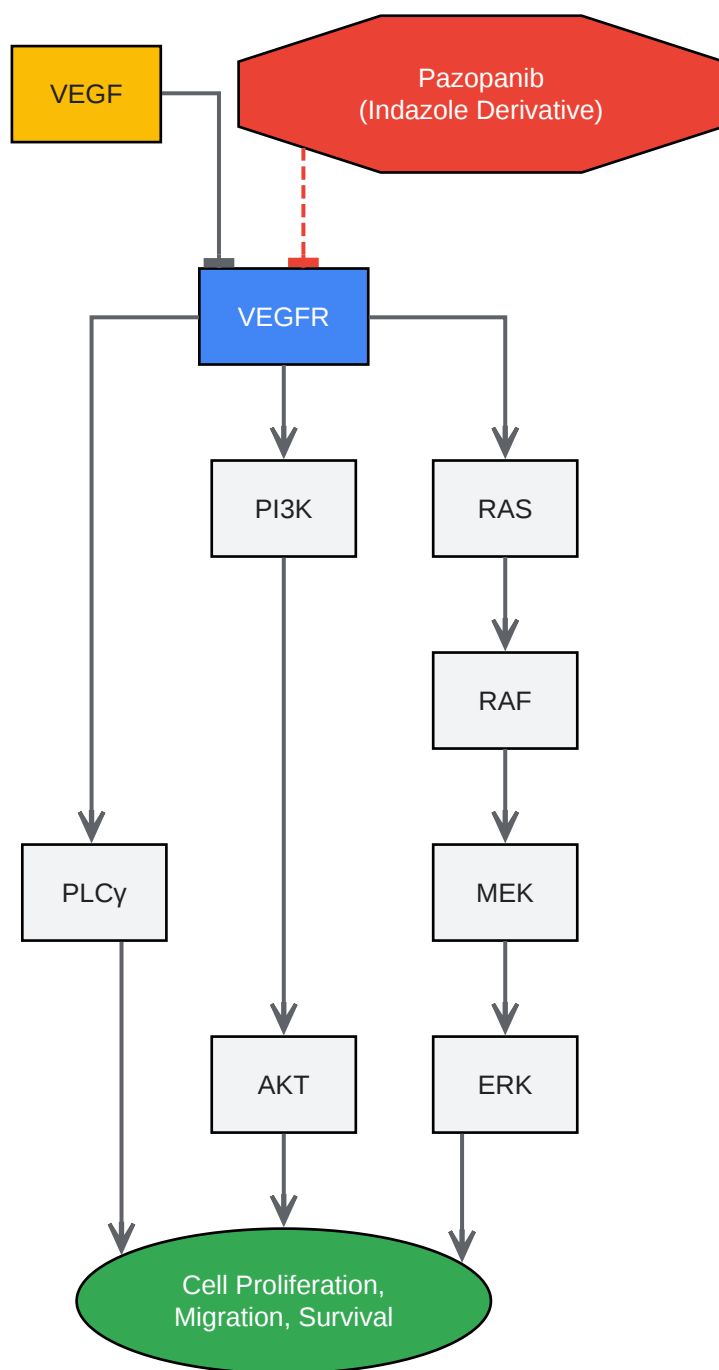 VEGF
Pazopanib
(Indazole Derivative)
VEGFR
PI3K
RAS
RAF
PLCγ
MEK
AKT
ERK
Cell Proliferation,
Migration, Survival